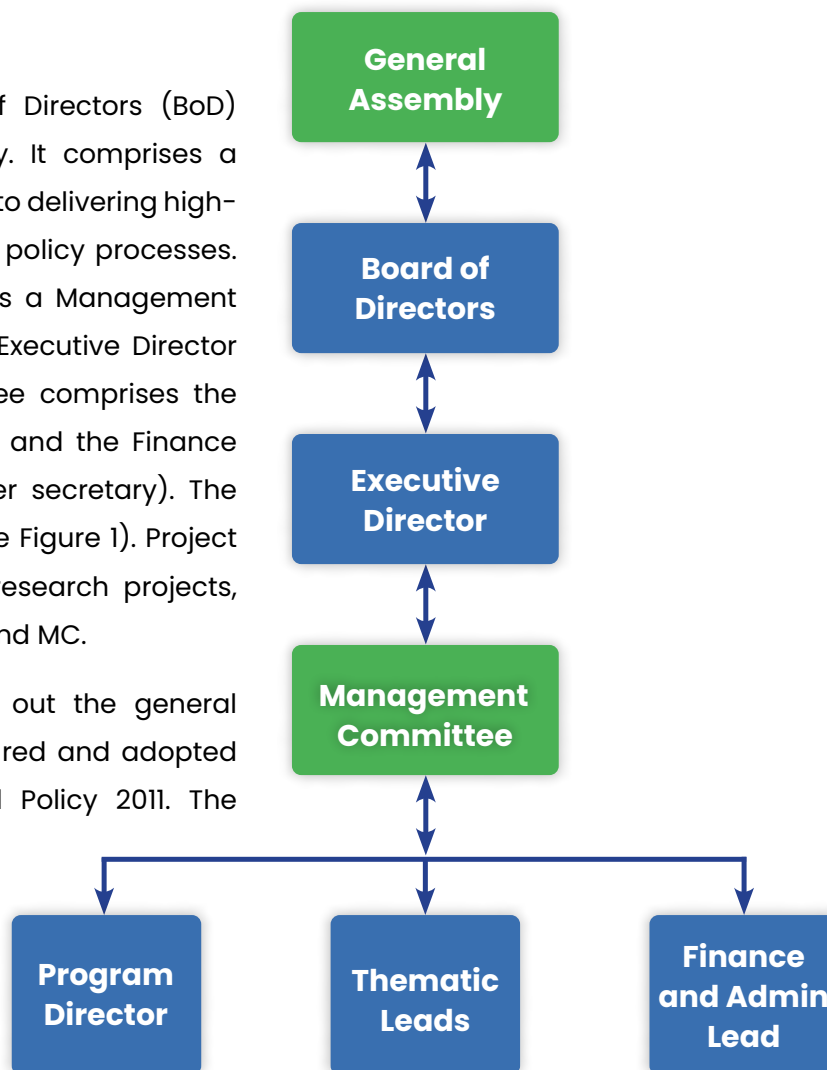 f Directors (BoD)
y. It comprises a
to delivering high-
policy processes.
s a Management
Executive Director
ee comprises the
and the Finance
er secretary). The
e Figure 1). Project
research projects,
nd MC.
out the general
red and adopted
l Policy 2011. The
General
Assembly
Board of
Directors
Executive
Director
Management
Committee
Program
Director
Thematic
Leads
Finance
and Admin
Lead